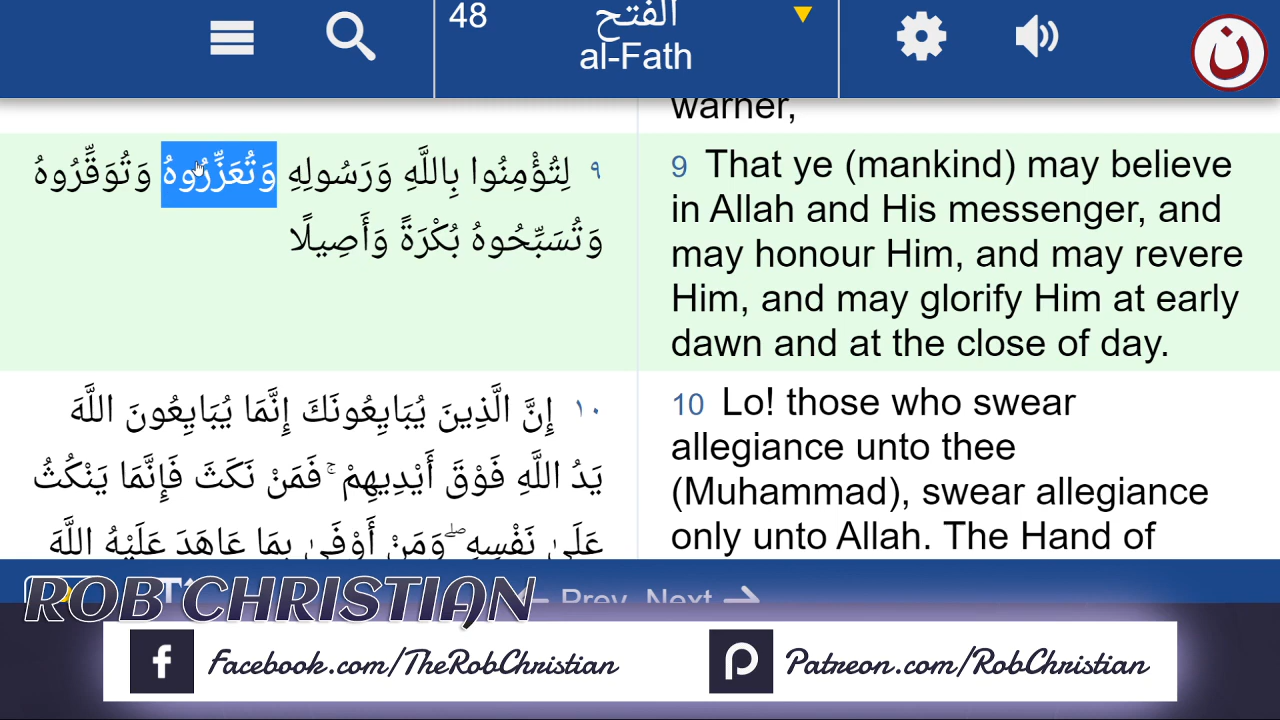 48
الفتح
al-Fath
ن
warner,
٩ لِتُؤْمِنُوا بِاللَّهِ وَرَسُولِهِ وَتُعَزِّرُوهُ وَتُوَقِّرُوهُ
وَتُسَبِّحُوهُ بُكْرَةً وَأَصِيلًا
9 That ye (mankind) may believe
in Allah and His messenger, and
may honour Him, and may revere
Him, and may glorify Him at early
dawn and at the close of day.
١٠ إِنَّ الَّذِينَ يُبَايِعُونَكَ إِنَّمَا يُبَايِعُونَ اللَّهَ
يَدُ اللَّهِ فَوْقَ أَيْدِيهِمْ ۚ فَمَنْ نَكَثَ فَإِنَّمَا يَنْكُثُ
عَلَىٰ نَفْسِهِ ۖ وَمَنْ أَوْفَىٰ بِمَا عَاهَدَ عَلَيْهُ اللَّهَ
10 Lo! those who swear
allegiance unto thee
(Muhammad), swear allegiance
only unto Allah. The Hand of
← Prev Next →
ROB CHRISTIAN
Facebook.com/TheRobChristian
Patreon.com/RobChristian